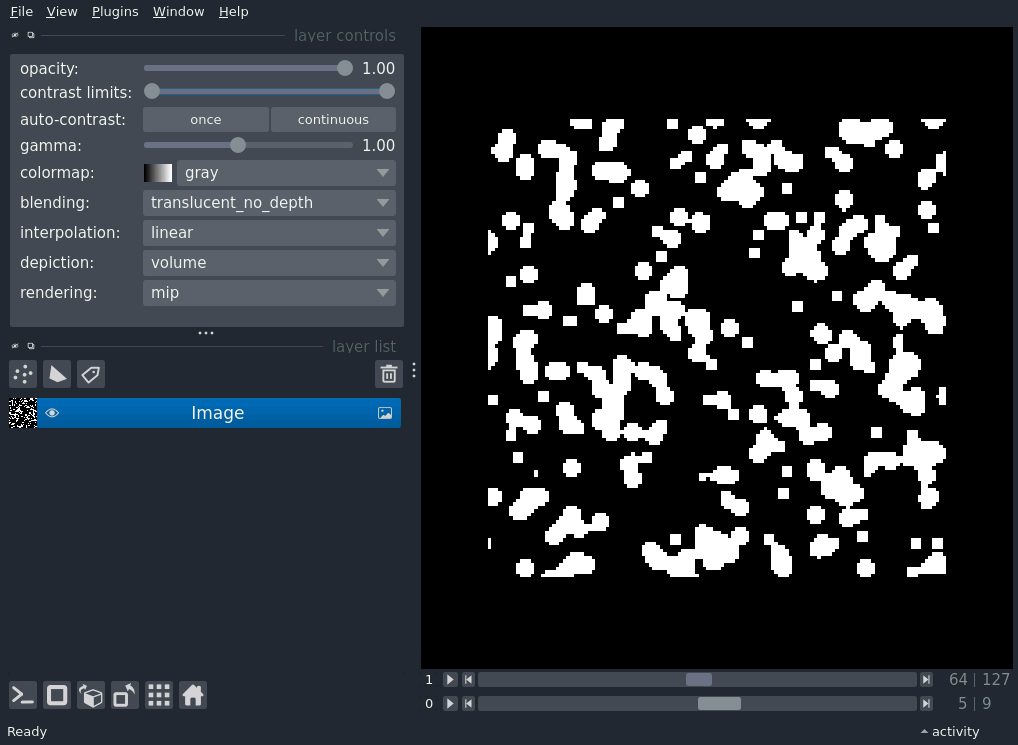 File View Plugins Window Help
layer controls
opacity: 1.00
contrast limits:
auto-contrast: once continuous
gamma: 1.00
colormap: gray
blending: translucent_no_depth
interpolation: linear
depiction: volume
rendering: mip
layer list
Image
1 64 | 127
0 5 | 9
Ready activity